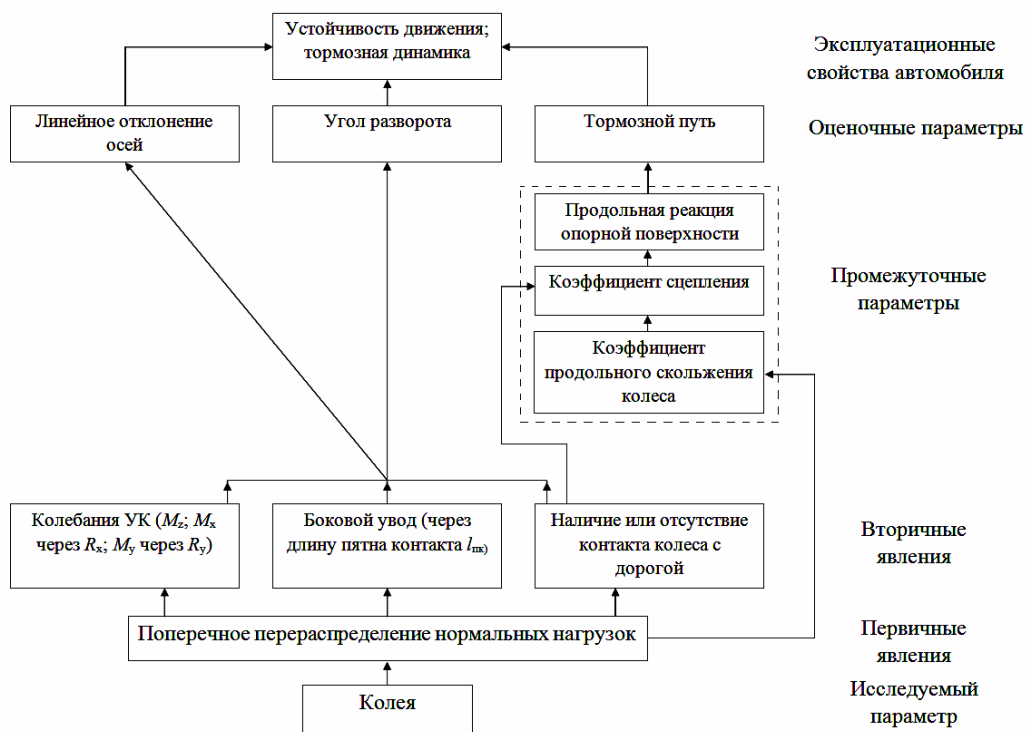 Устойчивость движения;
тормозная динамика
Эксплуатационные
свойства автомобиля
Линейное отклонение
осей
Угол разворота
Тормозной путь
Оценочные параметры
Продольная реакция
опорной поверхности
Коэффициент сцепления
Коэффициент
продольного скольжения
колеса
Промежуточные
параметры
Колебания УК (Mz; Mx
через Rx; My через Ry)
Боковой увод (через
длину пятна контакта lпк)
Наличие или отсутствие
контакта колеса с
дорогой
Вторичные
явления
Поперечное перераспределение нормальных нагрузок
Первичные
явления
Колея
Исследуемый
параметр